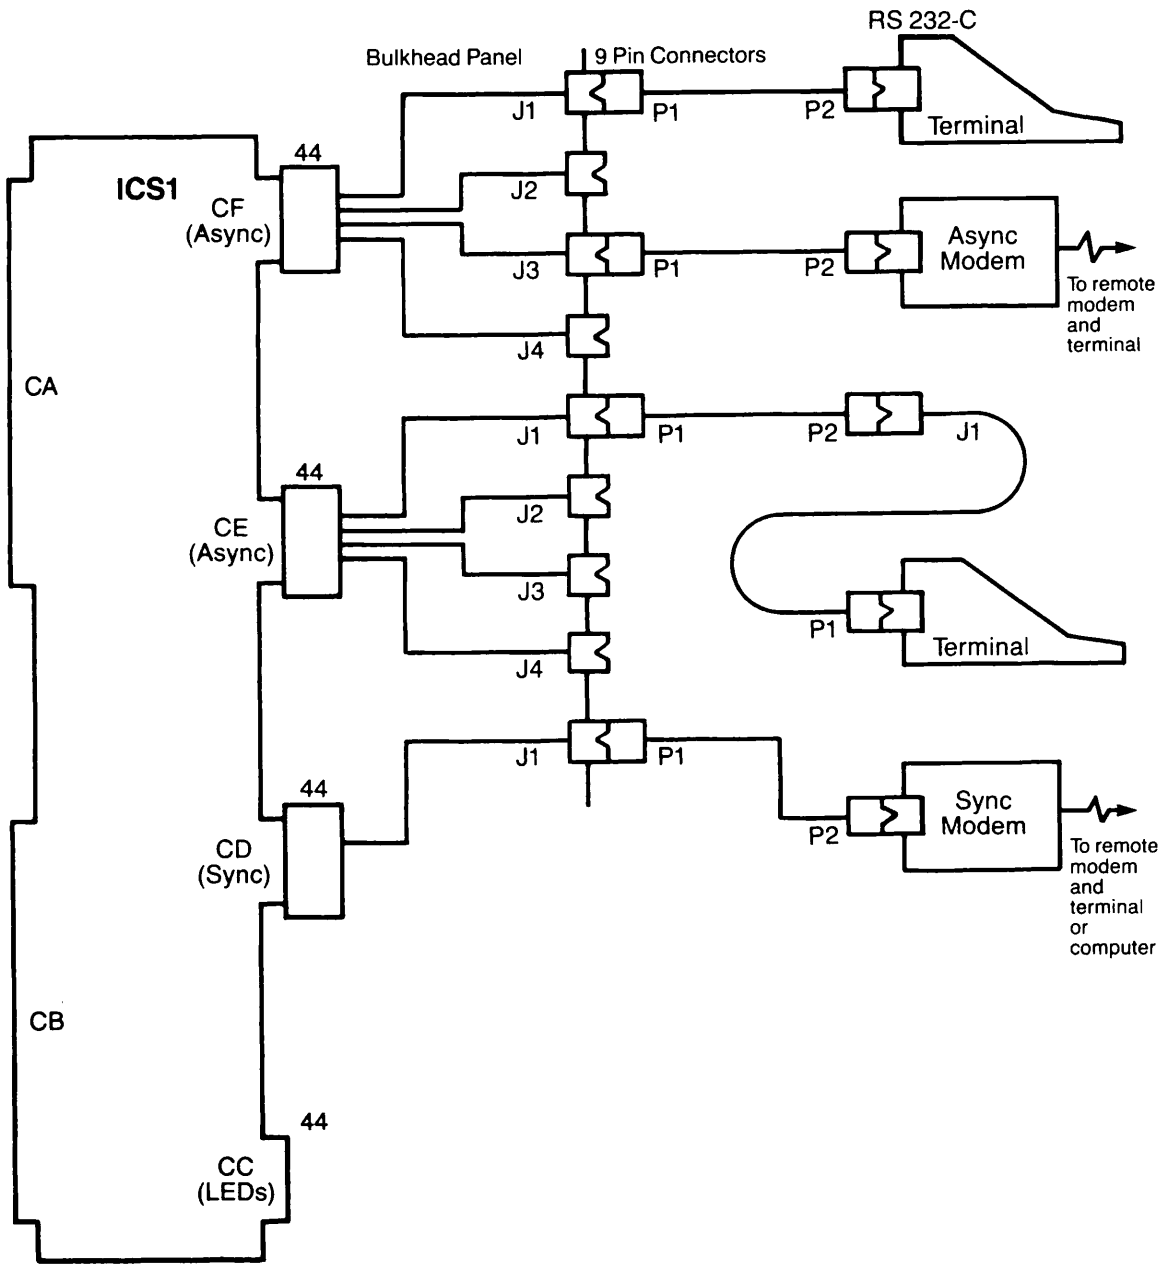 RS 232-C
Bulkhead Panel
9 Pin Connectors
J1
P1
P2
Terminal
44
ICS1
CF
(Async)
J2
J3
P1
P2
Async
Modem
To remote
modem
and
terminal
J4
CA
J1
P1
P2
J1
44
CE
(Async)
J2
J3
P1
Terminal
J4
J1
P1
44
CD
(Sync)
P2
Sync
Modem
To remote
modem
and
terminal
or
computer
CB
44
CC
(LEDs)